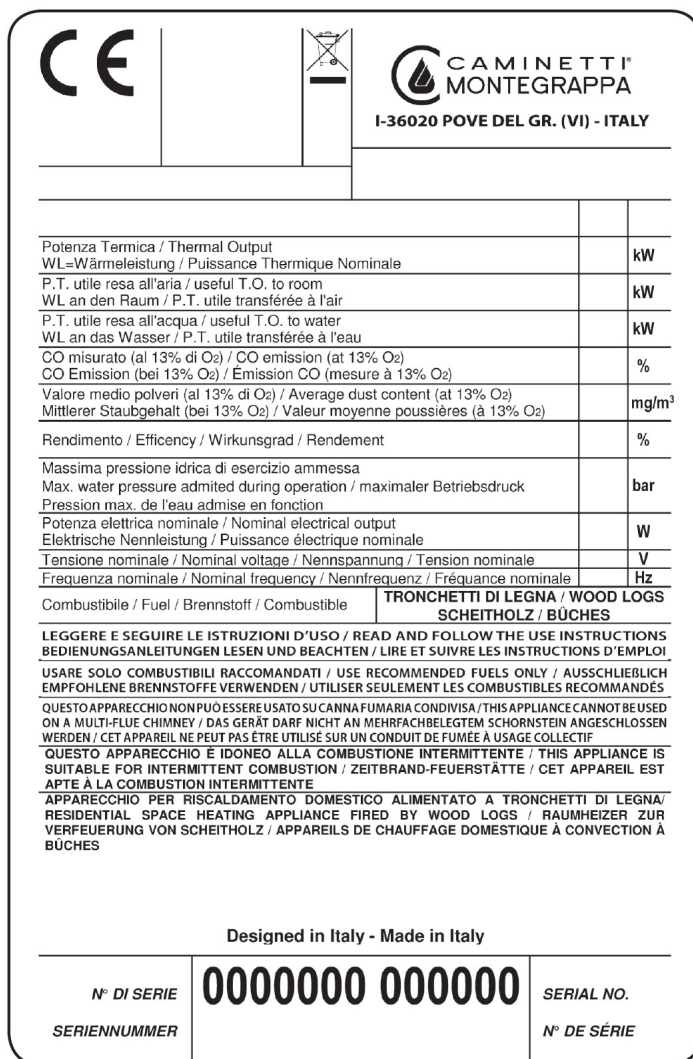 CE
CAMINETTI®
MONTEGRAPPA
I-36020 POVE DEL GR. (VI) - ITALY
Potenza Termica / Thermal Output
WL=Wärmeleistung / Puissance Thermique Nominale
kW
P.T. utile resa all'aria / useful T.O. to room
WL an den Raum / P.T. utile transférée à l'air
kW
P.T. utile resa all'acqua / useful T.O. to water
WL an das Wasser / P.T. utile transférée à l'eau
kW
CO misurato (al 13% di O2) / CO emission (at 13% O2)
CO Emission (bei 13% O2) / Émission CO (mesure à 13% O2)
%
Valore medio polveri (al 13% di O2) / Average dust content (at 13% O2)
Mittlerer Staubgehalt (bei 13% O2) / Valeur moyenne poussières (à 13% O2)
mg/m³
Rendimento / Efficency / Wirkunsgrad / Rendement
%
Massima pressione idrica di esercizio ammessa
Max. water pressure admited during operation / maximaler Betriebsdruck
Pression max. de l'eau admise en fonction
bar
Potenza elettrica nominale / Nominal electrical output
Elektrische Nennleistung / Puissance électrique nominale
W
Tensione nominale / Nominal voltage / Nennspannung / Tension nominale
V
Frequenza nominale / Nominal frequency / Nennfrequenz / Fréquance nominale
Hz
Combustibile / Fuel / Brennstoff / Combustible
TRONCHETTI DI LEGNA / WOOD LOGS
SCHEITHOLZ / BÛCHES
LEGGERE E SEGUIRE LE ISTRUZIONI D'USO / READ AND FOLLOW THE USE INSTRUCTIONS
BEDIENUNGSANLEITUNGEN LESEN UND BEACHTEN / LIRE ET SUIVRE LES INSTRUCTIONS D'EMPLOI
USARE SOLO COMBUSTIBILI RACCOMANDATI / USE RECOMMENDED FUELS ONLY / AUSSCHLIEßLICH
EMPFOHLENE BRENNSTOFFE VERWENDEN / UTILISER SEULEMENT LES COMBUSTIBLES RECOMMANDÉS
QUESTO APPARECCHIO NON PUÒ ESSERE USATO SU CANNA FUMARIA CONDIVISA / THIS APPLIANCE CANNOT BE USED
ON A MULTI-FLUE CHIMNEY / DAS GERÄT DARF NICHT AN MEHRFACHBELEGTEM SCHORNSTEIN ANGESCHLOSSEN
WERDEN / CET APPAREIL NE PEUT PAS ÊTRE UTILISÉ SUR UN CONDUIT DE FUMÉE À USAGE COLLECTIF
QUESTO APPARECCHIO È IDONEO ALLA COMBUSTIONE INTERMITTENTE / THIS APPLIANCE IS
SUITABLE FOR INTERMITTENT COMBUSTION / ZEITBRAND-FEUERSTÄTTE / CET APPAREIL EST
APTE À LA COMBUSTION INTERMITTENTE
APPARECCHIO PER RISCALDAMENTO DOMESTICO ALIMENTATO A TRONCHETTI DI LEGNA/
RESIDENTIAL SPACE HEATING APPLIANCE FIRED BY WOOD LOGS / RAUMHEIZER ZUR
VERFEUERUNG VON SCHEITHOLZ / APPAREILS DE CHAUFFAGE DOMESTIQUE À CONVECTION À
BÛCHES
Designed in Italy - Made in Italy
N° DI SERIE
SERIENNUMMER
0000000 000000
SERIAL NO.
N° DE SÉRIE